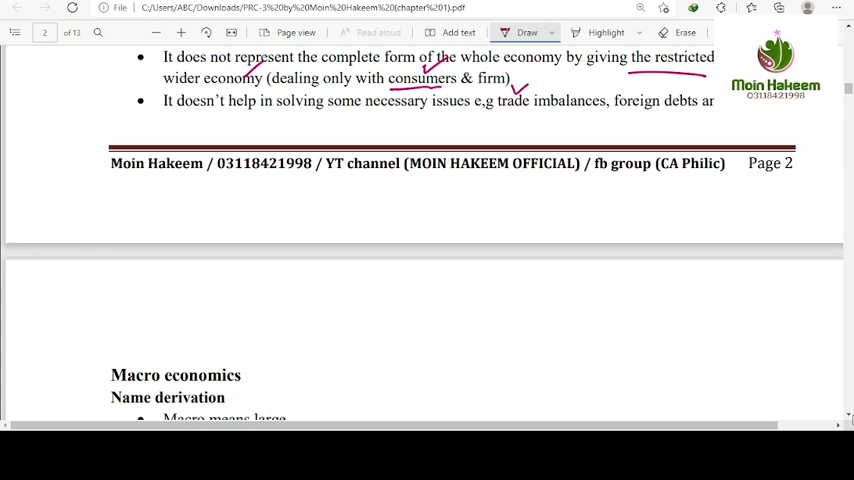 File
C:/Users/ABC/Downloads/PRC-3%20by%20Moin%20Hakeem%20(chapter%201).pdf
2 of 13 Page view Read aloud Add text Draw Highlight Erase
• It does not represent the complete form of the whole economy by giving the restricted
wider economy (dealing only with consumers & firm)
• It doesn't help in solving some necessary issues e,g trade imbalances, foreign debts
Moin Hakeem
03118421998
Moin Hakeem / 03118421998 / YT channel (MOIN HAKEEM OFFICIAL) / fb group (CA Philic) Page 2
Macro economics
Name derivation
• Macro means large